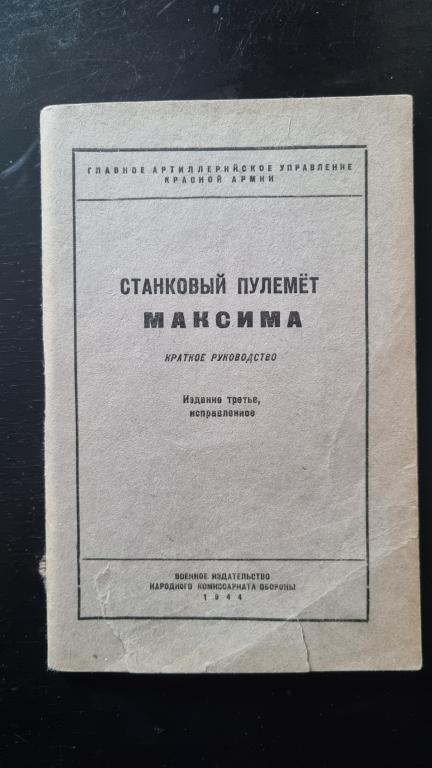 ГЛАВНОЕ АРТИЛЛЕРИЙСКОЕ УПРАВЛЕНИЕ
КРАСНОЙ АРМИИ
СТАНКОВЫЙ ПУЛЕМЁТ
МАКСИМА
КРАТКОЕ РУКОВОДСТВО
Издание третье,
исправленное
ВОЕННОЕ ИЗДАТЕЛЬСТВО
НАРОДНОГО КОМИССАРИАТА ОБОРОНЫ
1944